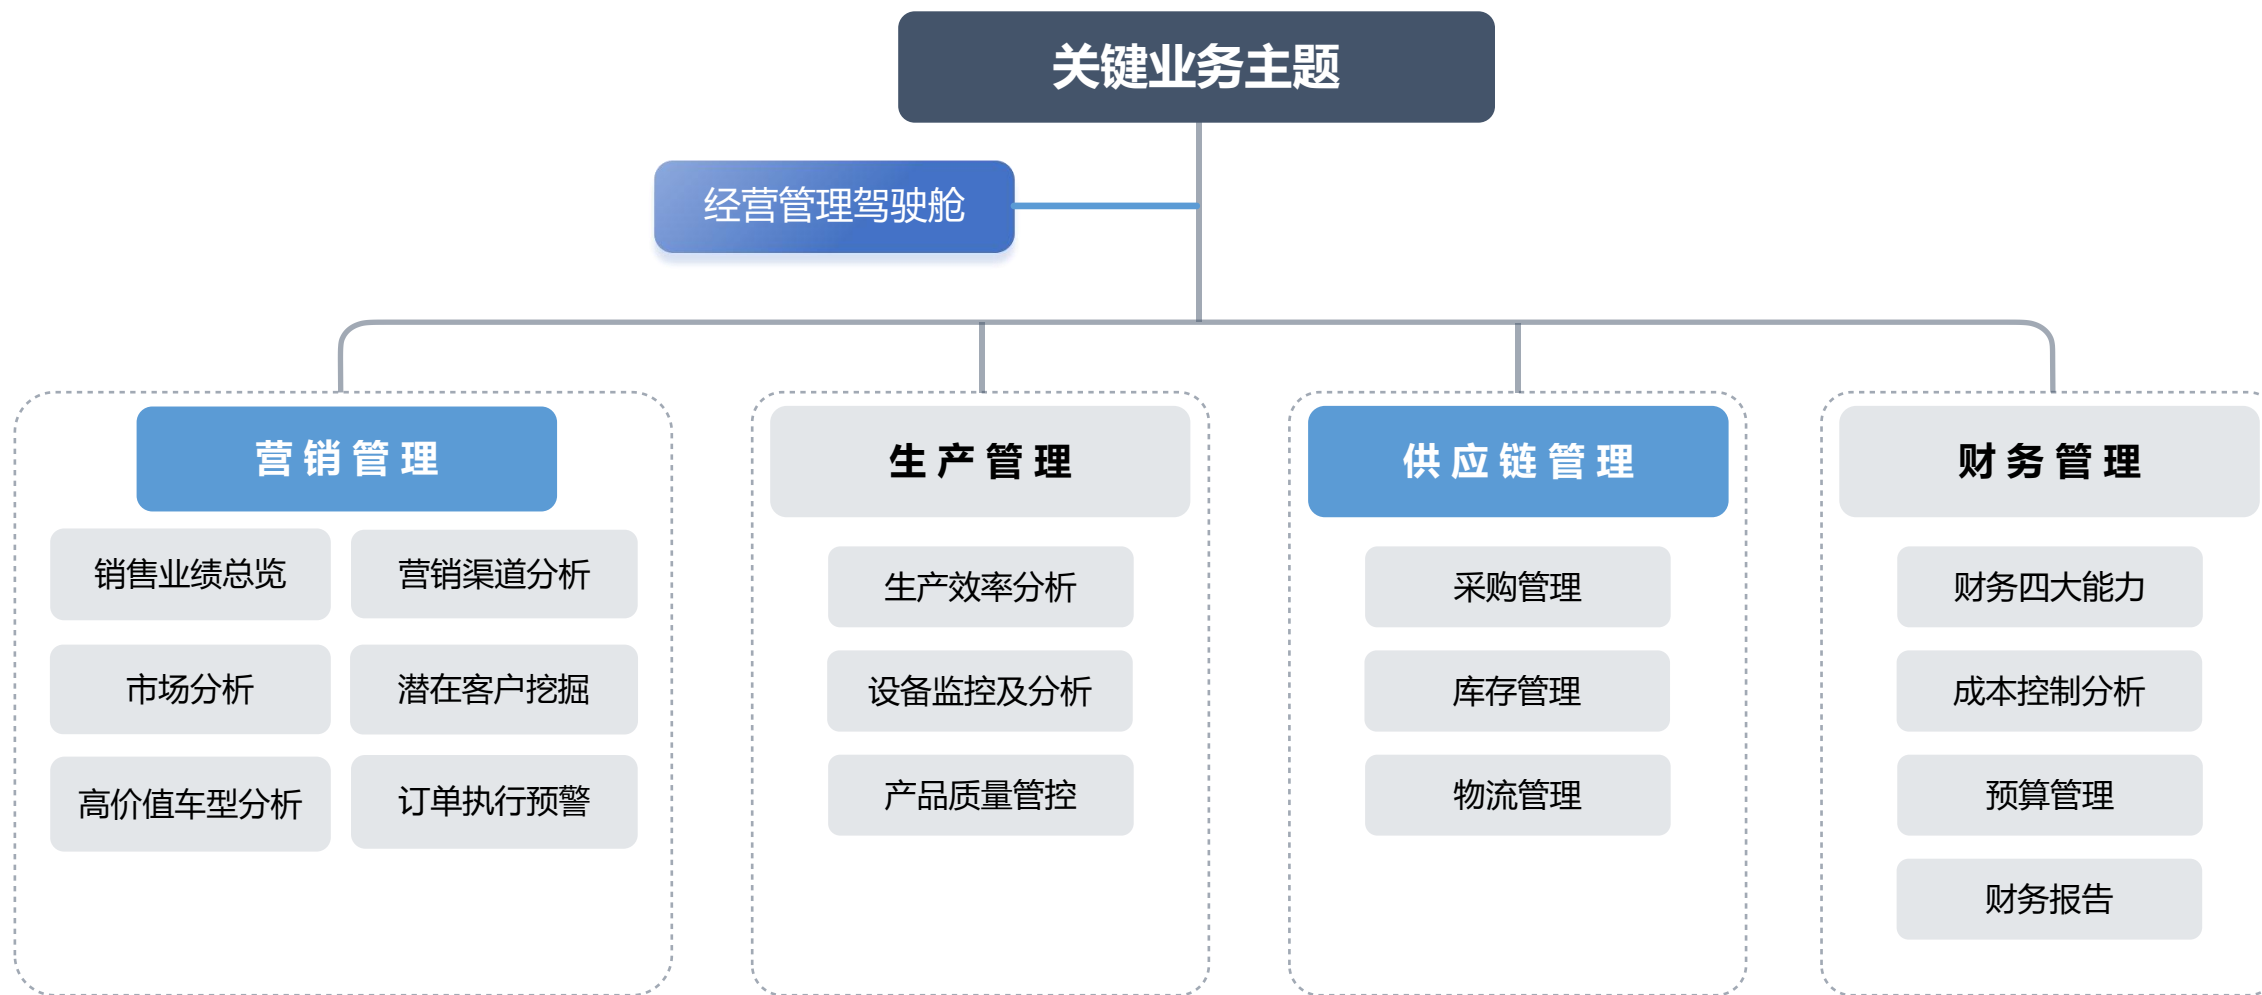 关键业务主题
经营管理驾驶舱
营销管理
销售业绩总览
营销渠道分析
市场分析
潜在客户挖掘
高价值车型分析
订单执行预警
生产管理
生产效率分析
设备监控及分析
产品质量管控
供应链管理
采购管理
库存管理
物流管理
财务管理
财务四大能力
成本控制分析
预算管理
财务报告